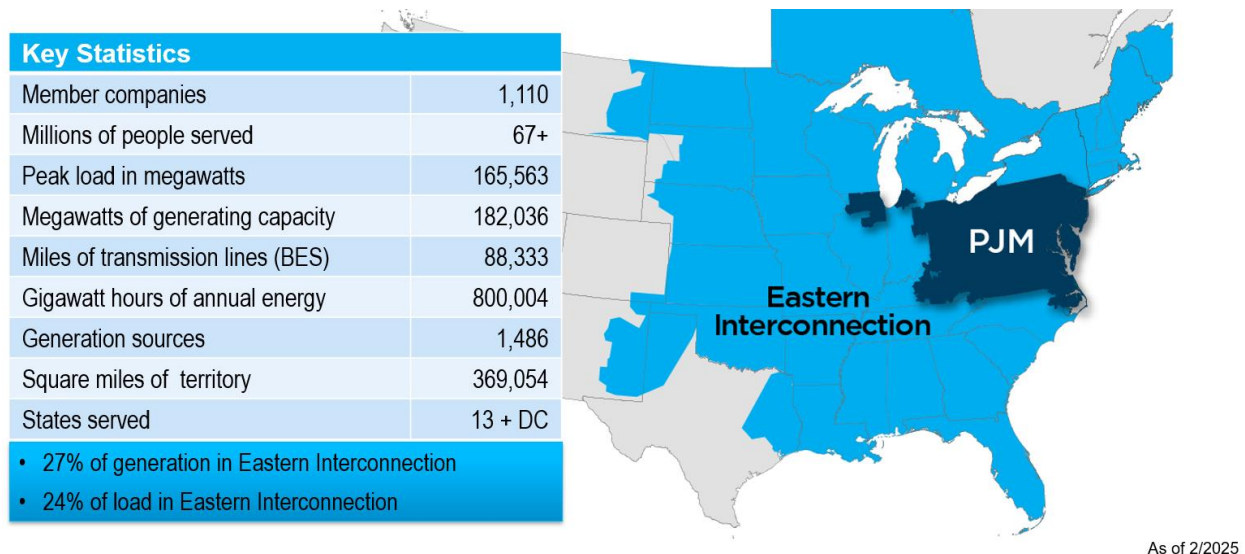 Key Statistics
Member companies 1,110
Millions of people served 67+
Peak load in megawatts 165,563
Megawatts of generating capacity 182,036
Miles of transmission lines (BES) 88,333
Gigawatt hours of annual energy 800,004
Generation sources 1,486
Square miles of territory 369,054
States served 13 + DC
• 27% of generation in Eastern Interconnection
• 24% of load in Eastern Interconnection
PJM
Eastern
Interconnection
As of 2/2025